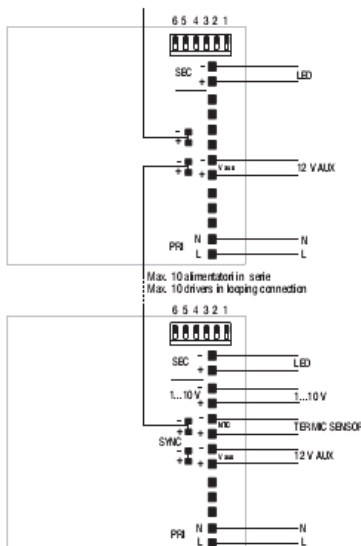 6 5 4 3 2 1
SEC - +
LED
- +
- + - + V aux
12 V AUX
PRI N L
N
L
Max. 10 alimentatori in serie
Max. 10 drivers in looping connection
6 5 4 3 2 1
SEC - +
LED
1...10 V - +
1...10 V
- + - + NTC
TERMIC SENSOR
SYNC
- + - + V aux
12 V AUX
PRI N L
N
L